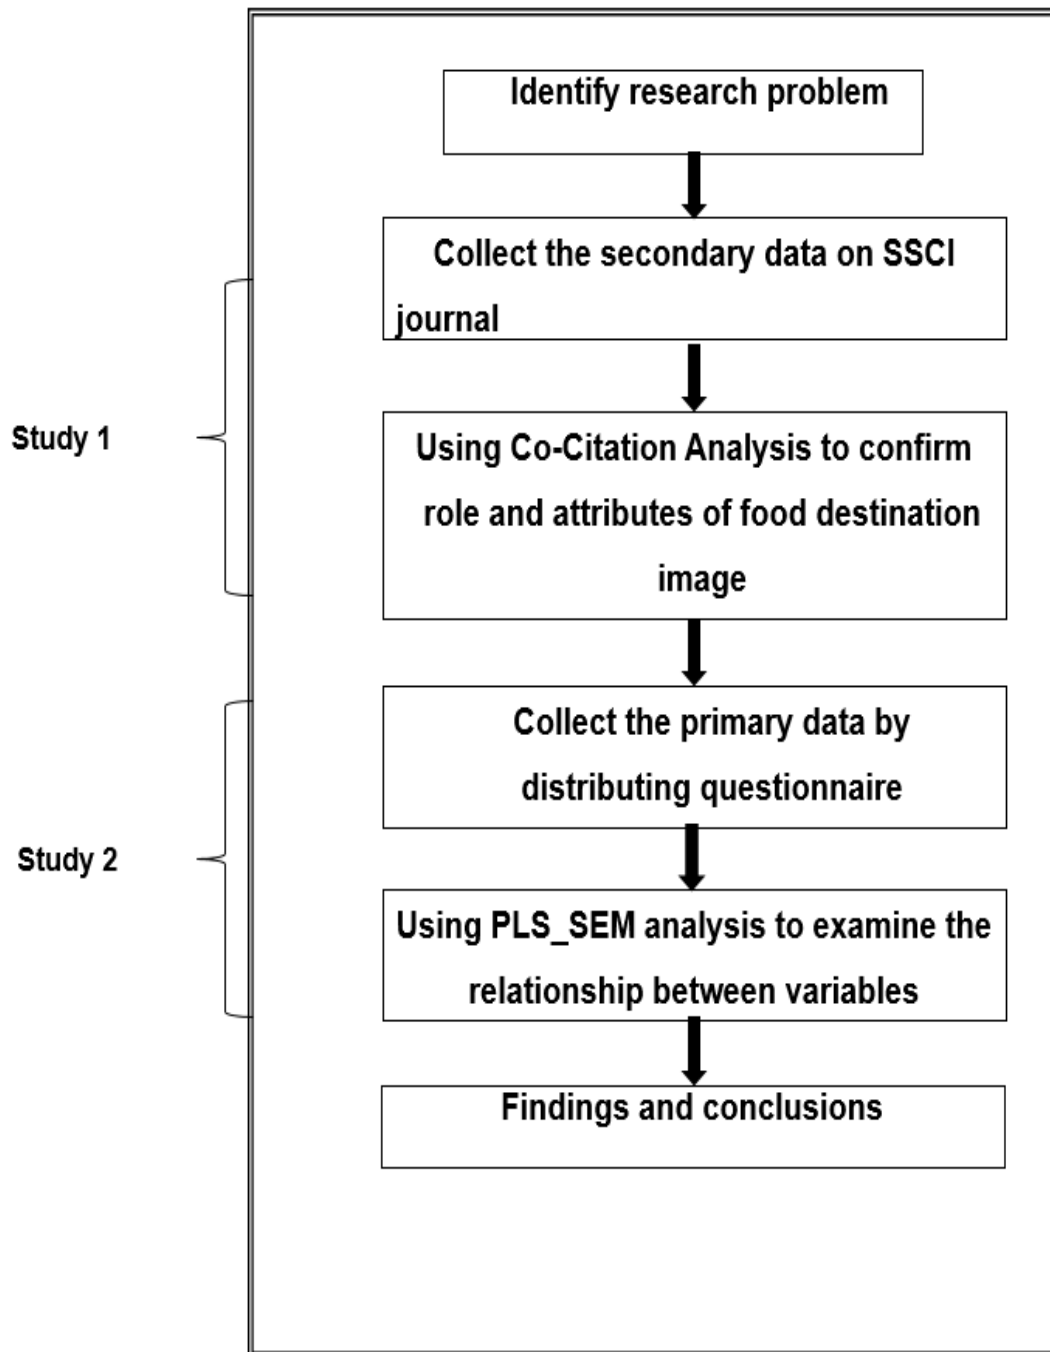 Identify research problem
Collect the secondary data on SSCI
journal
Study 1
Using Co-Citation Analysis to confirm
role and attributes of food destination
image
Collect the primary data by
distributing questionnaire
Study 2
Using PLS_SEM analysis to examine the
relationship between variables
Findings and conclusions